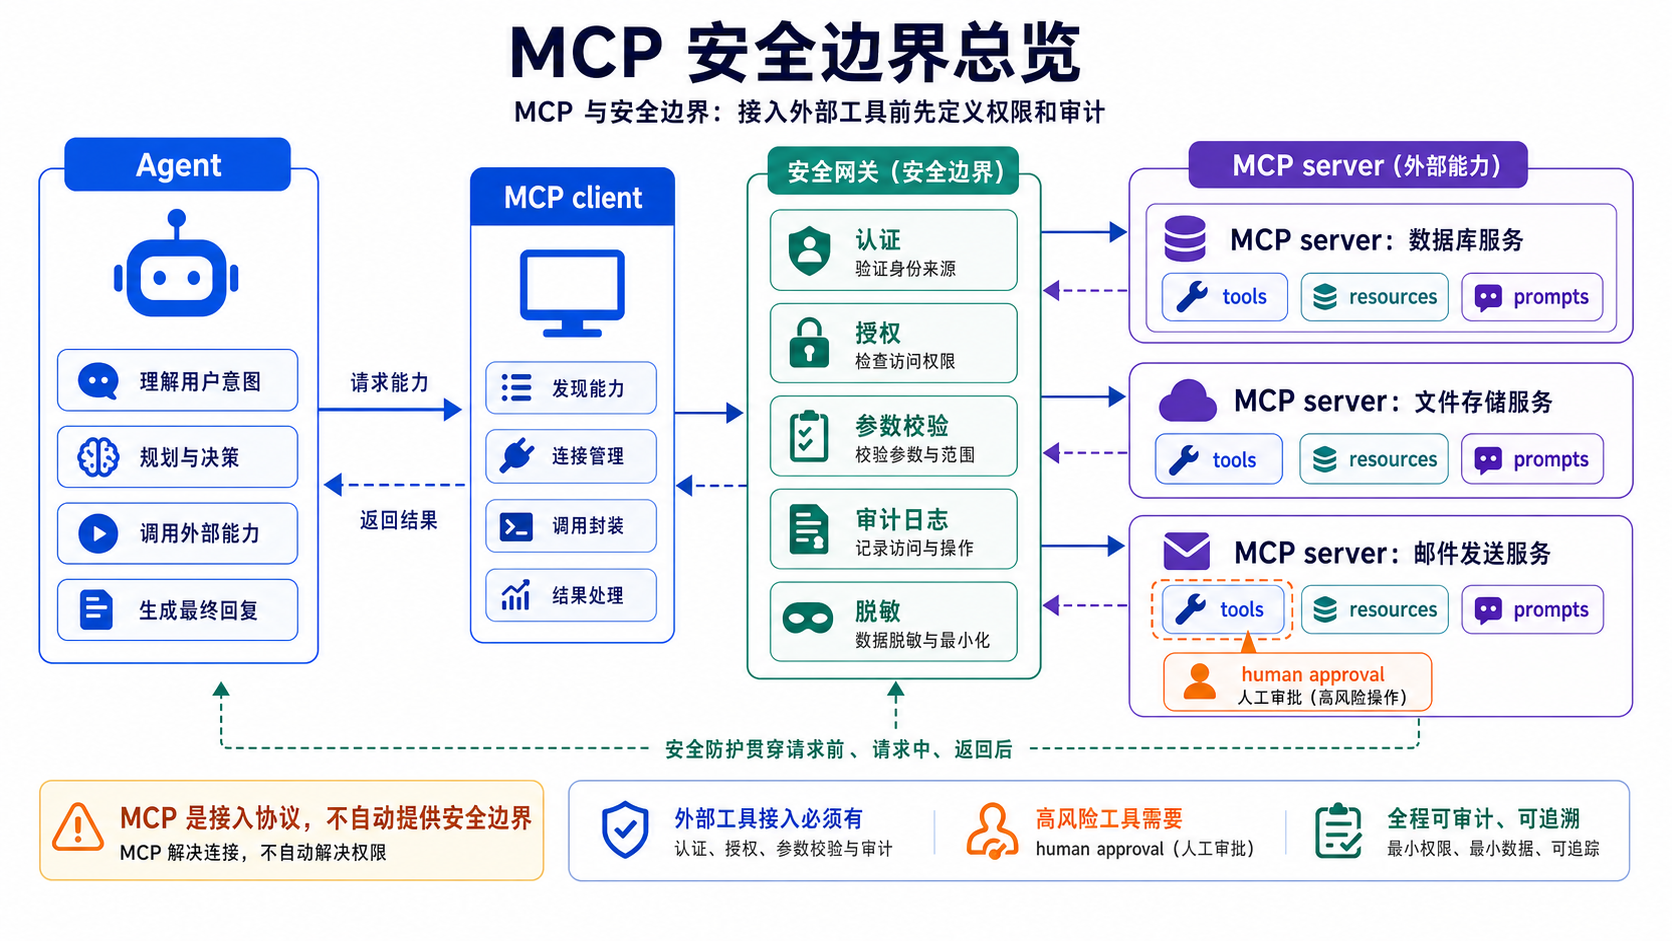 MCP 安全边界总览
MCP 与安全边界：接入外部工具前先定义权限和审计
Agent
理解用户意图
规划与决策
调用外部能力
生成最终回复
请求能力
返回结果
MCP client
发现能力
连接管理
调用封装
结果处理
安全网关（安全边界）
认证
验证身份来源
授权
检查访问权限
参数校验
校验参数与范围
审计日志
记录访问与操作
脱敏
数据脱敏与最小化
MCP server（外部能力）
MCP server：数据库服务
tools
resources
prompts
MCP server：文件存储服务
tools
resources
prompts
MCP server：邮件发送服务
tools
resources
prompts
human approval
人工审批（高风险操作）
安全防护贯穿请求前、请求中、返回后
MCP 是接入协议，不自动提供安全边界
MCP 解决连接，不自动解决权限
外部工具接入必须有
认证、授权、参数校验与审计
高风险工具需要
human approval（人工审批）
全程可审计、可追溯
最小权限、最小数据、可追踪